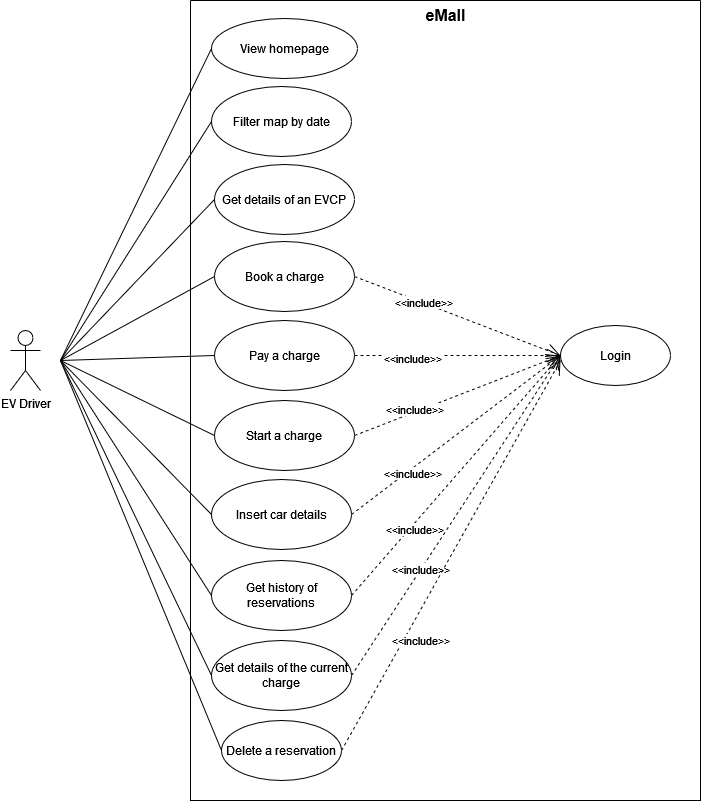 eMall
View homepage
Filter map by date
Get details of an EVCP
Book a charge
<<include>>
Pay a charge
<<include>>
Login
EV Driver
Start a charge
<<include>>
Insert car details
<<include>>
Get history of
reservations
<<include>>
Get details of the current
charge
<<include>>
Delete a reservation
<<include>>